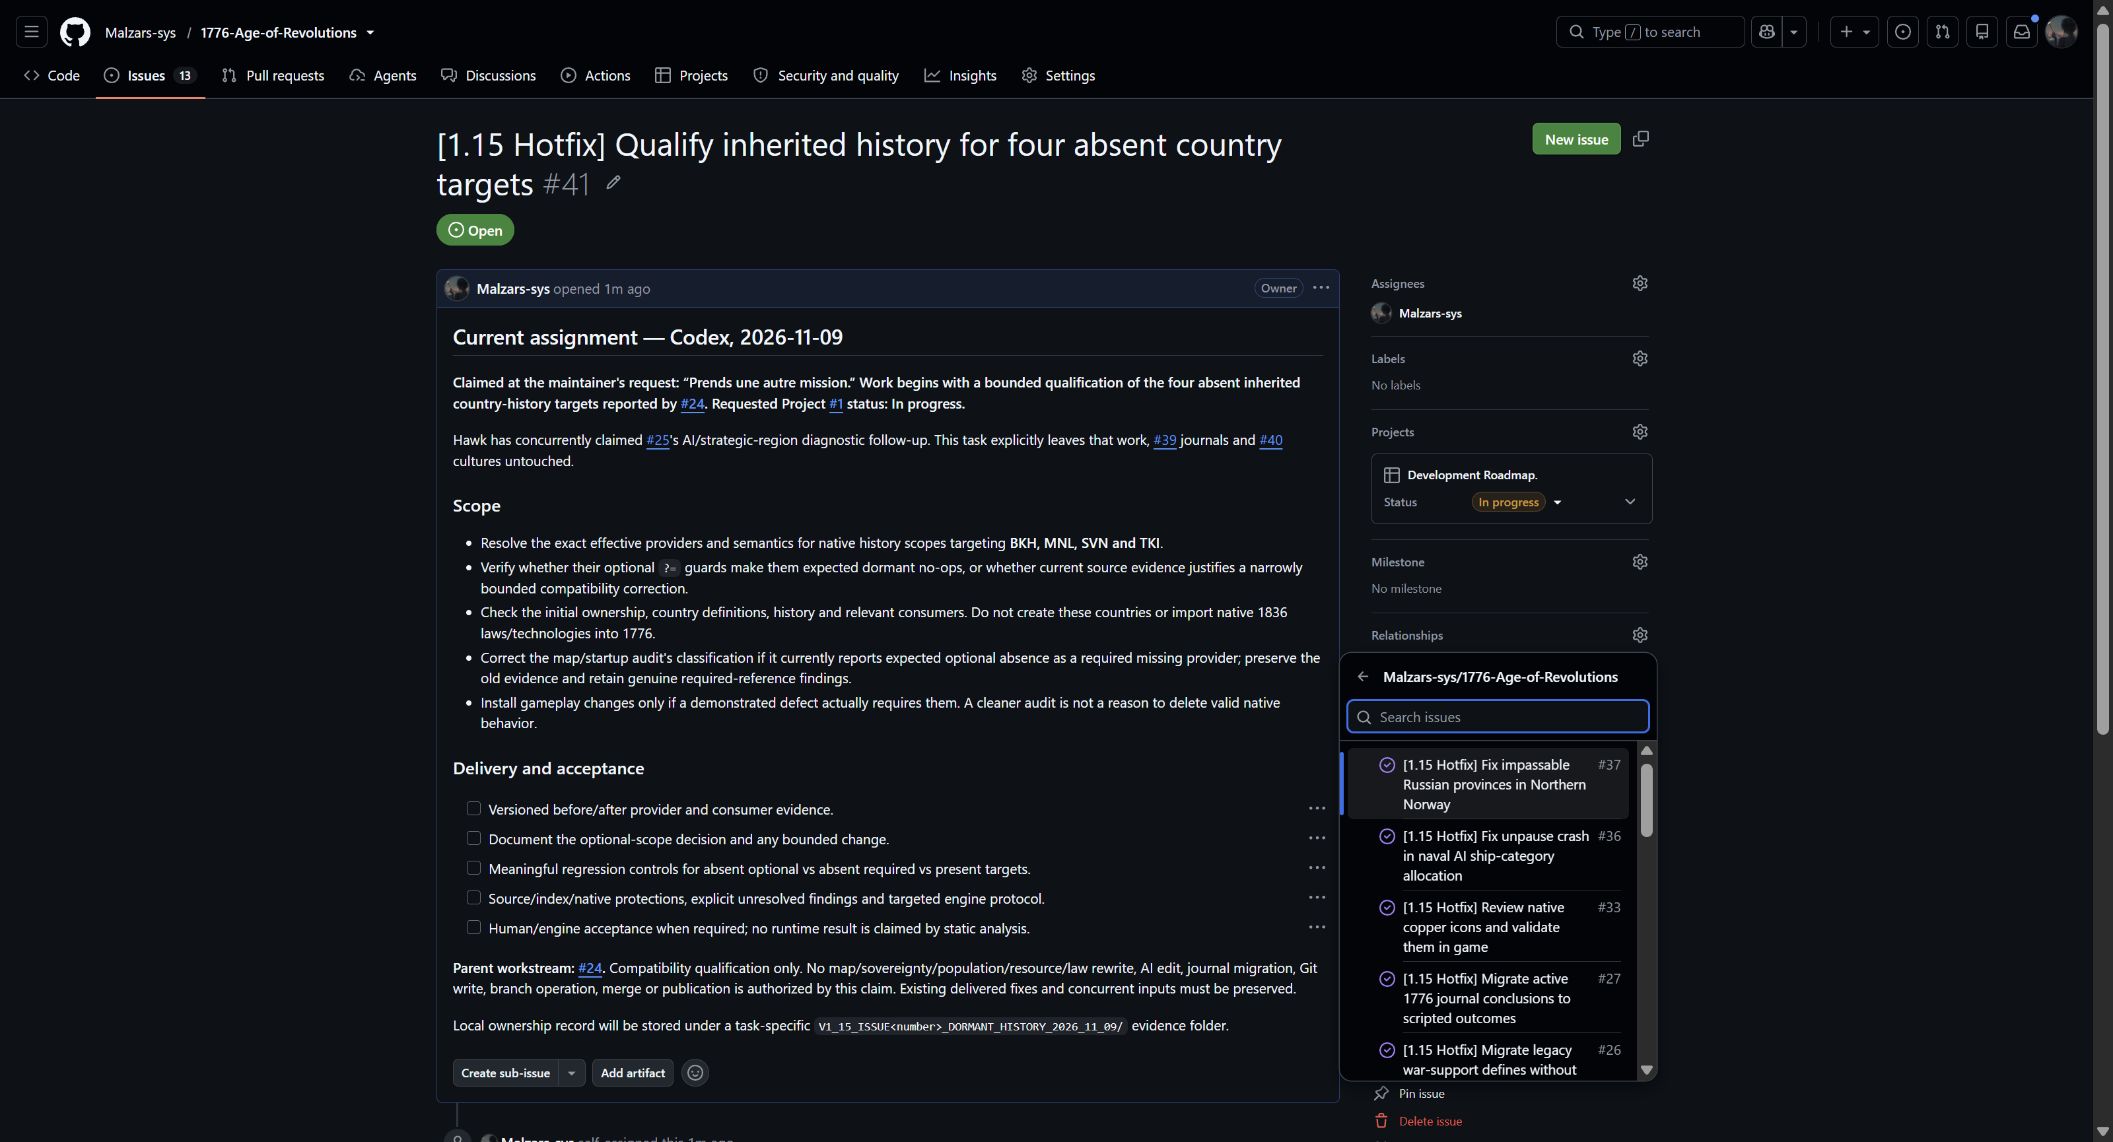 Malzars-sys / 1776-Age-of-Revolutions
Type / to search
Code
Issues 13
Pull requests
Agents
Discussions
Actions
Projects
Security and quality
Insights
Settings
[1.15 Hotfix] Qualify inherited history for four absent country
targets #41
New issue
Open
Malzars-sys opened 1m ago
Owner
Current assignment — Codex, 2026-11-09
Claimed at the maintainer's request: “Prends une autre mission.” Work begins with a bounded qualification of the four absent inherited
country-history targets reported by #24. Requested Project #1 status: In progress.
Hawk has concurrently claimed #25's AI/strategic-region diagnostic follow-up. This task explicitly leaves that work, #39 journals and #40
cultures untouched.
Scope
Resolve the exact effective providers and semantics for native history scopes targeting BKH, MNL, SVN and TKI.
Verify whether their optional ?= guards make them expected dormant no-ops, or whether current source evidence justifies a narrowly
bounded compatibility correction.
Check the initial ownership, country definitions, history and relevant consumers. Do not create these countries or import native 1836
laws/technologies into 1776.
Correct the map/startup audit's classification if it currently reports expected optional absence as a required missing provider; preserve the
old evidence and retain genuine required-reference findings.
Install gameplay changes only if a demonstrated defect actually requires them. A cleaner audit is not a reason to delete valid native
behavior.
Delivery and acceptance
Versioned before/after provider and consumer evidence.
Document the optional-scope decision and any bounded change.
Meaningful regression controls for absent optional vs absent required vs present targets.
Source/index/native protections, explicit unresolved findings and targeted engine protocol.
Human/engine acceptance when required; no runtime result is claimed by static analysis.
Parent workstream: #24. Compatibility qualification only. No map/sovereignty/population/resource/law rewrite, AI edit, journal migration, Git
write, branch operation, merge or publication is authorized by this claim. Existing delivered fixes and concurrent inputs must be preserved.
Local ownership record will be stored under a task-specific V1_15_ISSUE<number>_DORMANT_HISTORY_2026_11_09/ evidence folder.
Create sub-issue
Add artifact
Malzars-sys self-assigned this 1m ago
Assignees
Malzars-sys
Labels
No labels
Projects
Development Roadmap.
Status In progress
Milestone
No milestone
Relationships
Malzars-sys/1776-Age-of-Revolutions
Search issues
[1.15 Hotfix] Fix impassable #37
Russian provinces in Northern
Norway
[1.15 Hotfix] Fix unpause crash #36
in naval AI ship-category
allocation
[1.15 Hotfix] Review native #33
copper icons and validate
them in game
[1.15 Hotfix] Migrate active #27
1776 journal conclusions to
scripted outcomes
[1.15 Hotfix] Migrate legacy #26
war-support defines without
Pin issue
Delete issue